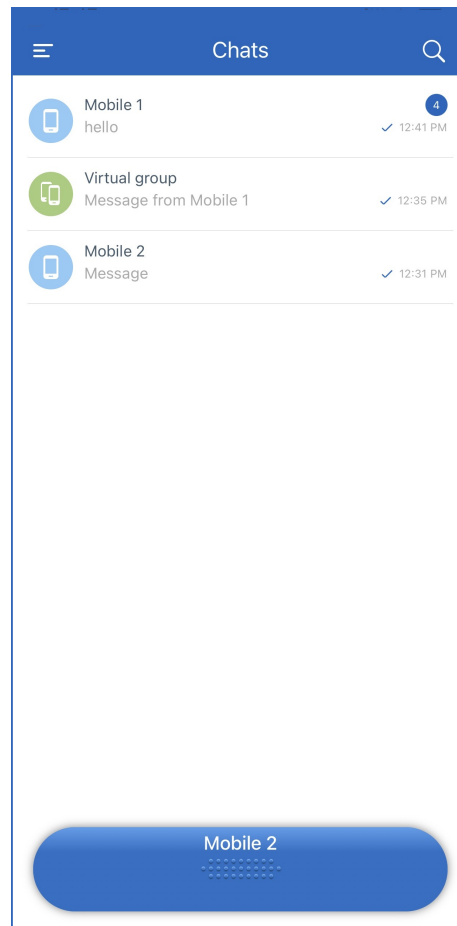 Chats
Mobile 1
4
hello
12:41 PM
Virtual group
Message from Mobile 1
12:35 PM
Mobile 2
Message
12:31 PM
Mobile 2